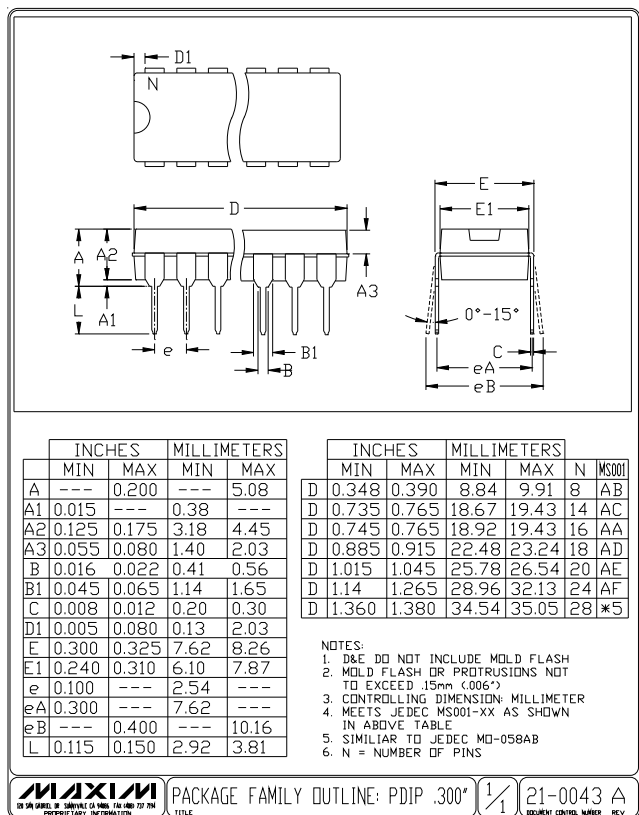 D1
N
D
E
E1
A
A2
A3
A1
L
0°-15°
e
B1
B
C
eA
eB
INCHES MILLIMETERS
MIN MAX MIN MAX
A --- 0.200 --- 5.08
A1 0.015 --- 0.38 ---
A2 0.125 0.175 3.18 4.45
A3 0.055 0.080 1.40 2.03
B 0.016 0.022 0.41 0.56
B1 0.045 0.065 1.14 1.65
C 0.008 0.012 0.20 0.30
D1 0.005 0.080 0.13 2.03
E 0.300 0.325 7.62 8.26
E1 0.240 0.310 6.10 7.87
e 0.100 --- 2.54 ---
eA 0.300 --- 7.62 ---
eB --- 0.400 --- 10.16
L 0.115 0.150 2.92 3.81
INCHES MILLIMETERS
MIN MAX MIN MAX N MS001
D 0.348 0.390 8.84 9.91 8 AB
D 0.735 0.765 18.67 19.43 14 AC
D 0.745 0.765 18.92 19.43 16 AA
D 0.885 0.915 22.48 23.24 18 AD
D 1.015 1.045 25.78 26.54 20 AE
D 1.14 1.265 28.96 32.13 24 AF
D 1.360 1.380 34.54 35.05 28 *5
NOTES:
1. D&E DO NOT INCLUDE MOLD FLASH
2. MOLD FLASH OR PROTRUSIONS NOT
TO EXCEED .15mm (.006")
3. CONTROLLING DIMENSION: MILLIMETER
4. MEETS JEDEC MS001-XX AS SHOWN
IN ABOVE TABLE
5. SIMILIAR TO JEDEC MO-058AB
6. N = NUMBER OF PINS
MAXIM
120 SAN GABRIEL DR SUNNYVALE CA 94086 FAX (408) 737 7194
PROPRIETARY INFORMATION
PACKAGE FAMILY OUTLINE: PDIP .300"
TITLE
1/1
21-0043 A
DOCUMENT CONTROL NUMBER REV